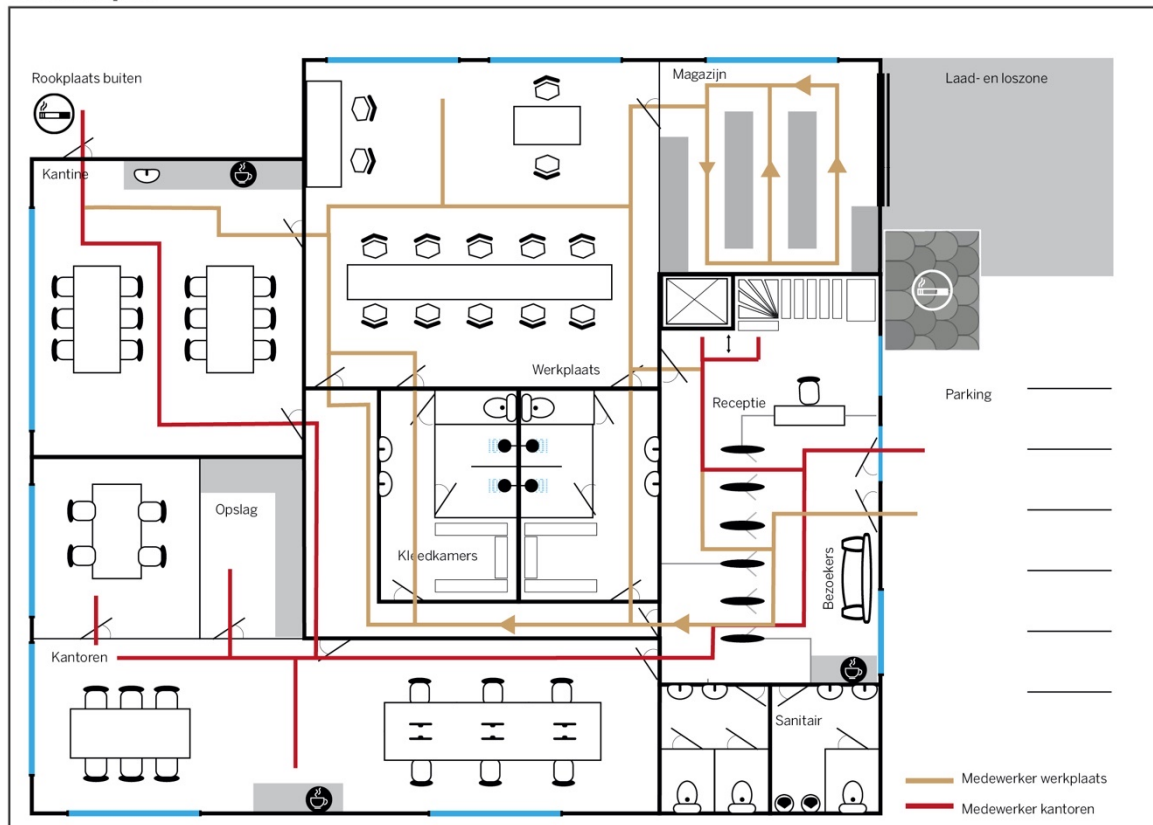 Rookplaats buiten
Magazijn
Laad- en loszone
Kantine
Werkplaats
Receptie
Parking
Opslag
Kleedkamers
Bezoekers
Kantoren
Sanitair
Medewerker werkplaats
Medewerker kantoren